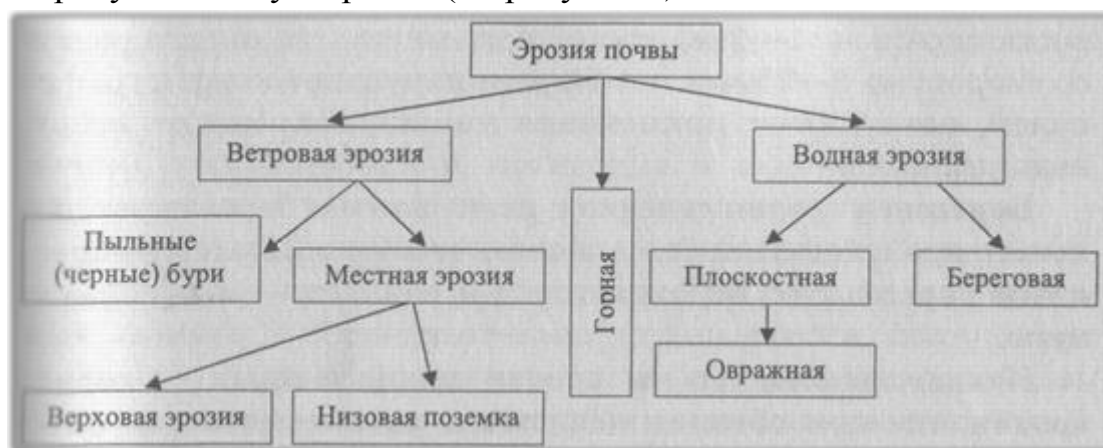 Эрозия почвы
Ветровая эрозия
Водная эрозия
Пыльные
(черные) бури
Местная эрозия
Горная
Плоскостная
Береговая
Овражная
Верховая эрозия
Низовая поземка